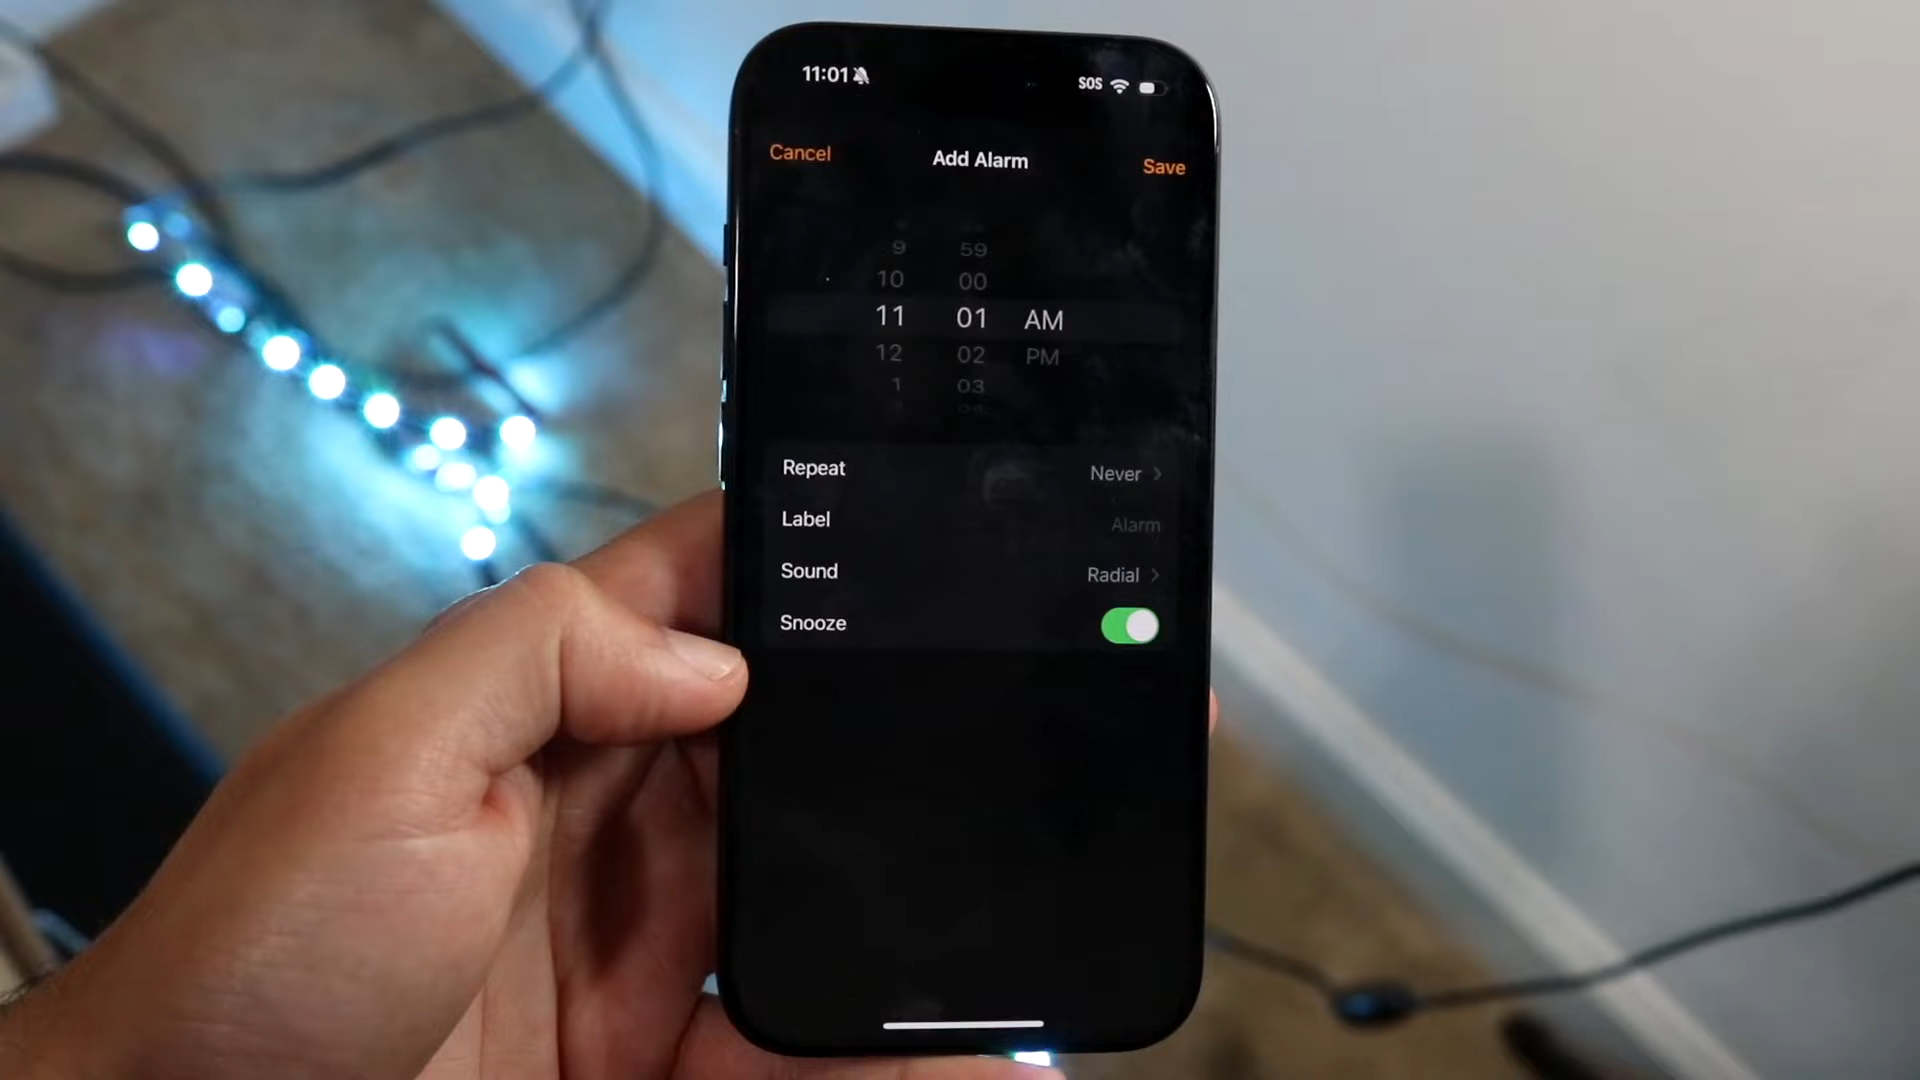 11:01 SOS
Cancel Add Alarm Save
9 59
10 00
11 01 AM
12 02 PM
1 03
04
Repeat Never
Label Alarm
Sound Radial
Snooze